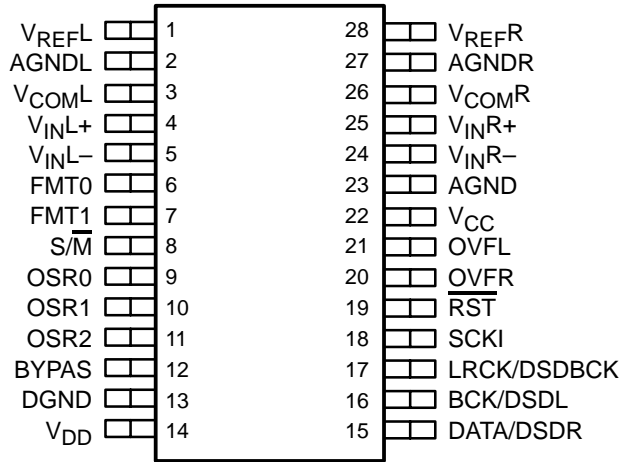 VREFL 1 28 VREFR
AGNDL 2 27 AGNDR
VCOML 3 26 VCOMR
VINL+ 4 25 VINR+
VINL– 5 24 VINR–
FMT0 6 23 AGND
FMT1 7 22 VCC
S/M̅ 8 21 OVFL
OSR0 9 20 OVFR
OSR1 10 19 R̅S̅T̅
OSR2 11 18 SCKI
BYPAS 12 17 LRCK/DSDBCK
DGND 13 16 BCK/DSDL
VDD 14 15 DATA/DSDR